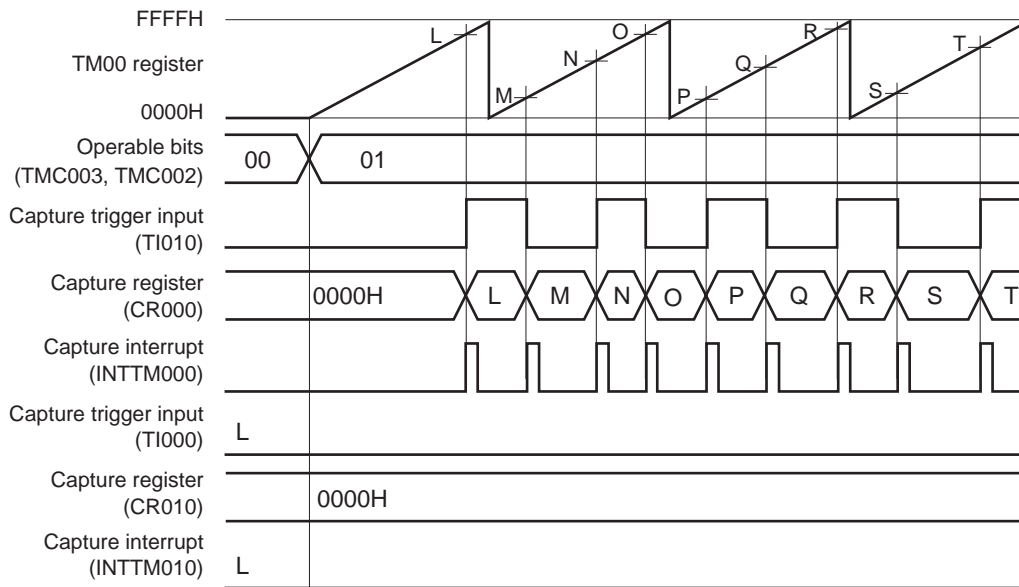 FFFFH
TM00 register
0000H
L M N O P Q R S T
Operable bits
(TMC003, TMC002)
00 01
Capture trigger input
(TI010)
Capture register
(CR000)
0000H L M N O P Q R S T
Capture interrupt
(INTTM000)
Capture trigger input
(TI000)
L
Capture register
(CR010)
0000H
Capture interrupt
(INTTM010)
L